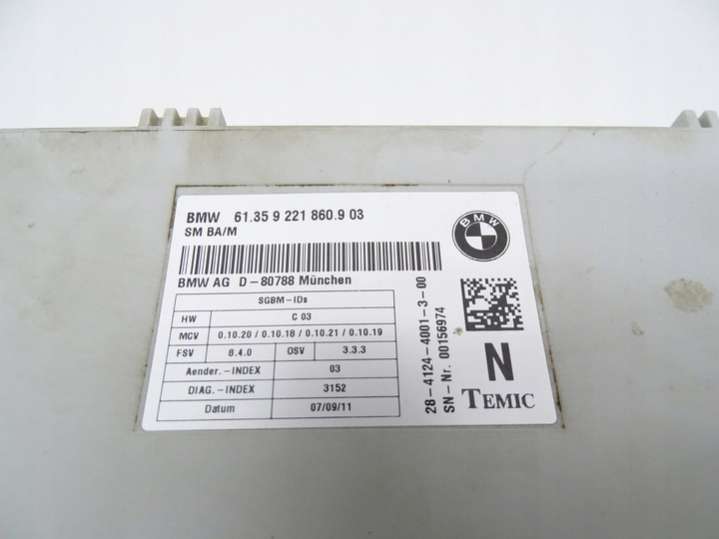 BMW 61.35 9 221 860.9 03
SM BA/M
BMW
BMW AG D-80788 München
SGBM-IDs
HW C 03
MCV 0.10.20 / 0.10.18 / 0.10.21 / 0.10.19
FSV 8.4.0 OSV 3.3.3
Aender.-INDEX 03
DIAG.-INDEX 3152
Datum 07/09/11
28-4124-4001-3-00
SN-Nr. 00156974
N
TEMIC